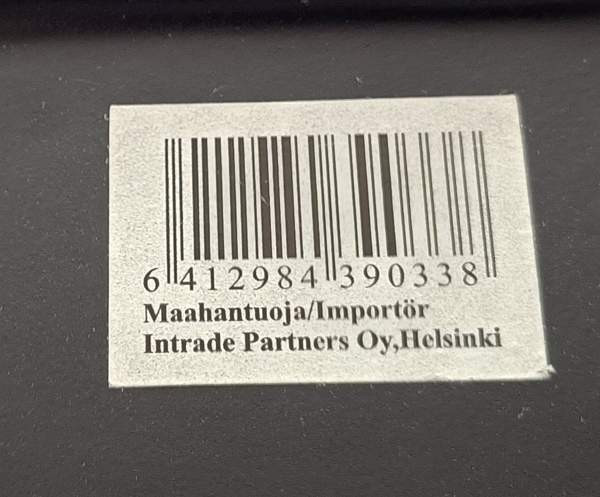 6 412984 390338
Maahantuoja/Importör
Intrade Partners Oy,Helsinki